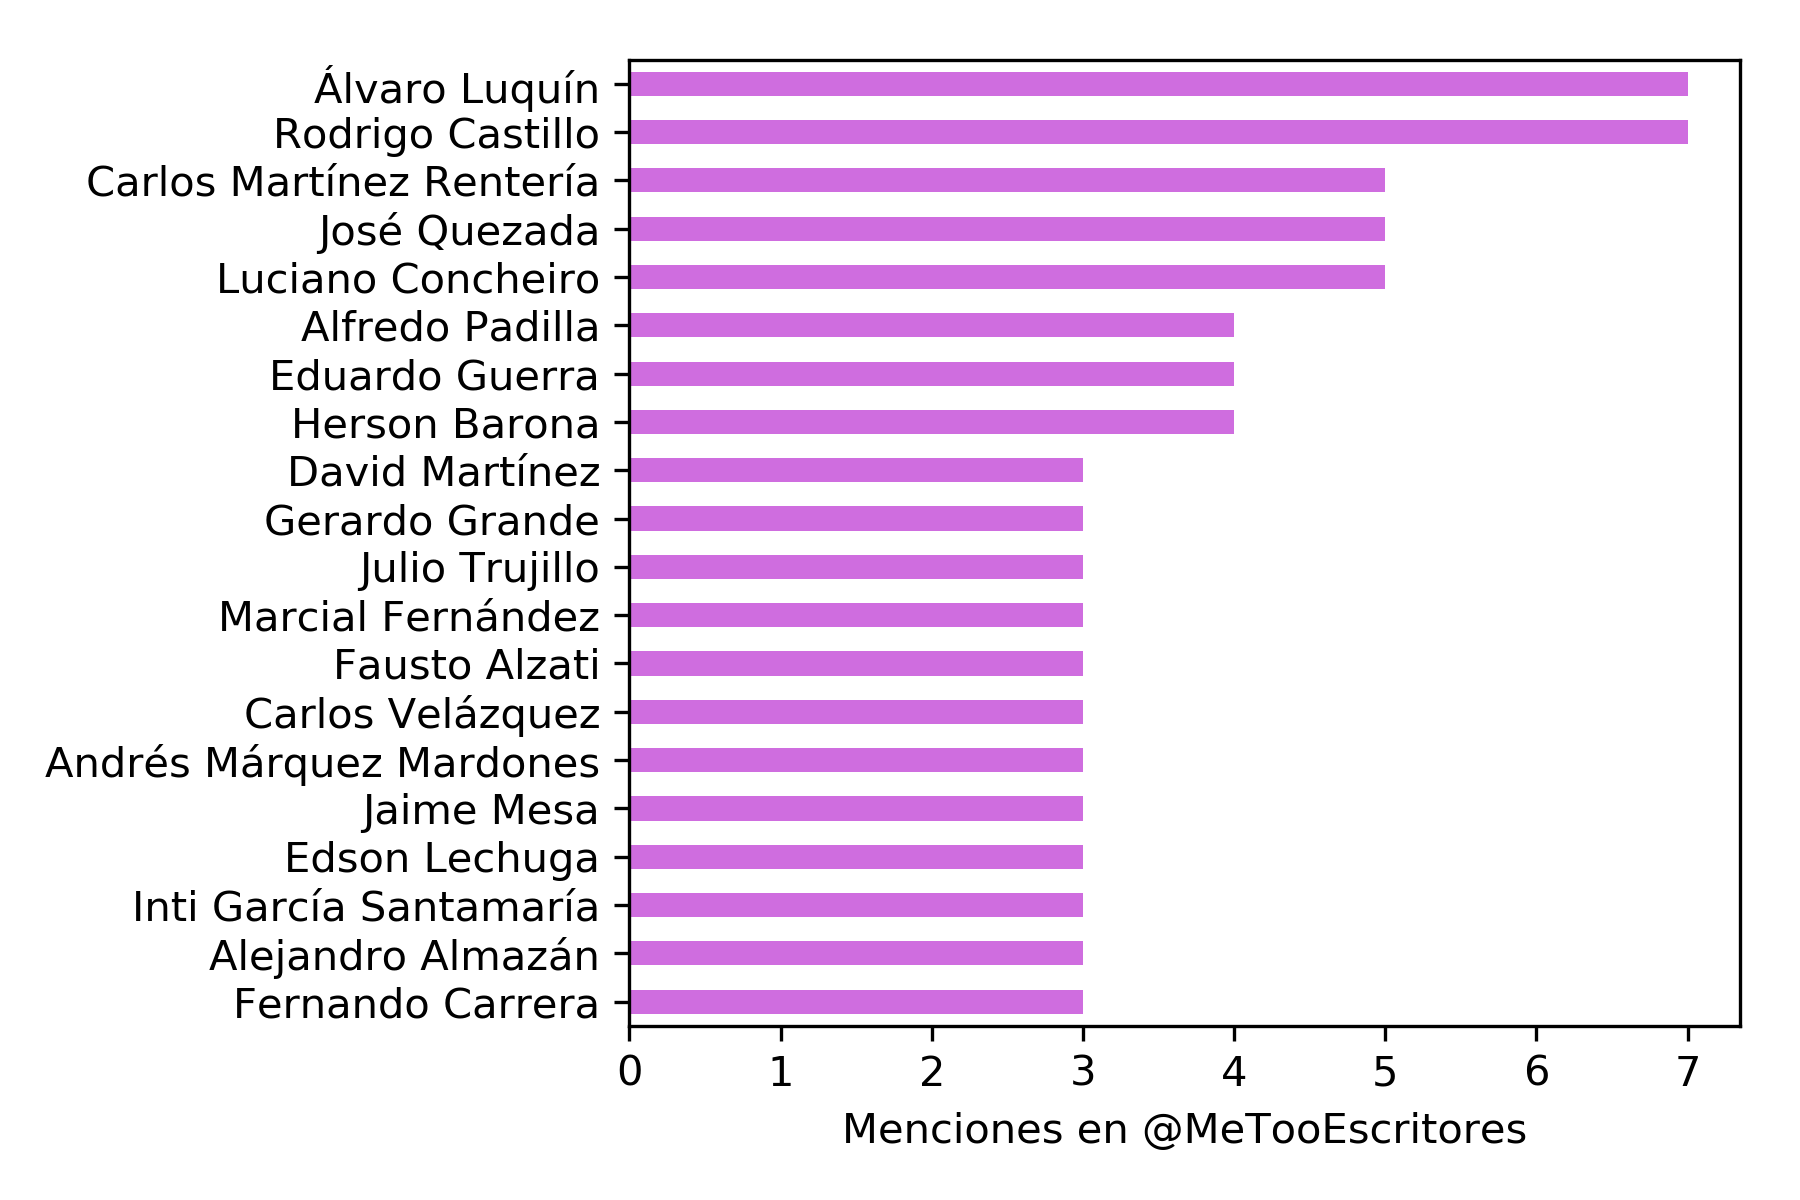 Álvaro Luquín
Rodrigo Castillo
Carlos Martínez Rentería
José Quezada
Luciano Concheiro
Alfredo Padilla
Eduardo Guerra
Herson Barona
David Martínez
Gerardo Grande
Julio Trujillo
Marcial Fernández
Fausto Alzati
Carlos Velázquez
Andrés Márquez Mardones
Jaime Mesa
Edson Lechuga
Inti García Santamaría
Alejandro Almazán
Fernando Carrera
0 1 2 3 4 5 6 7
Menciones en @MeTooEscritores